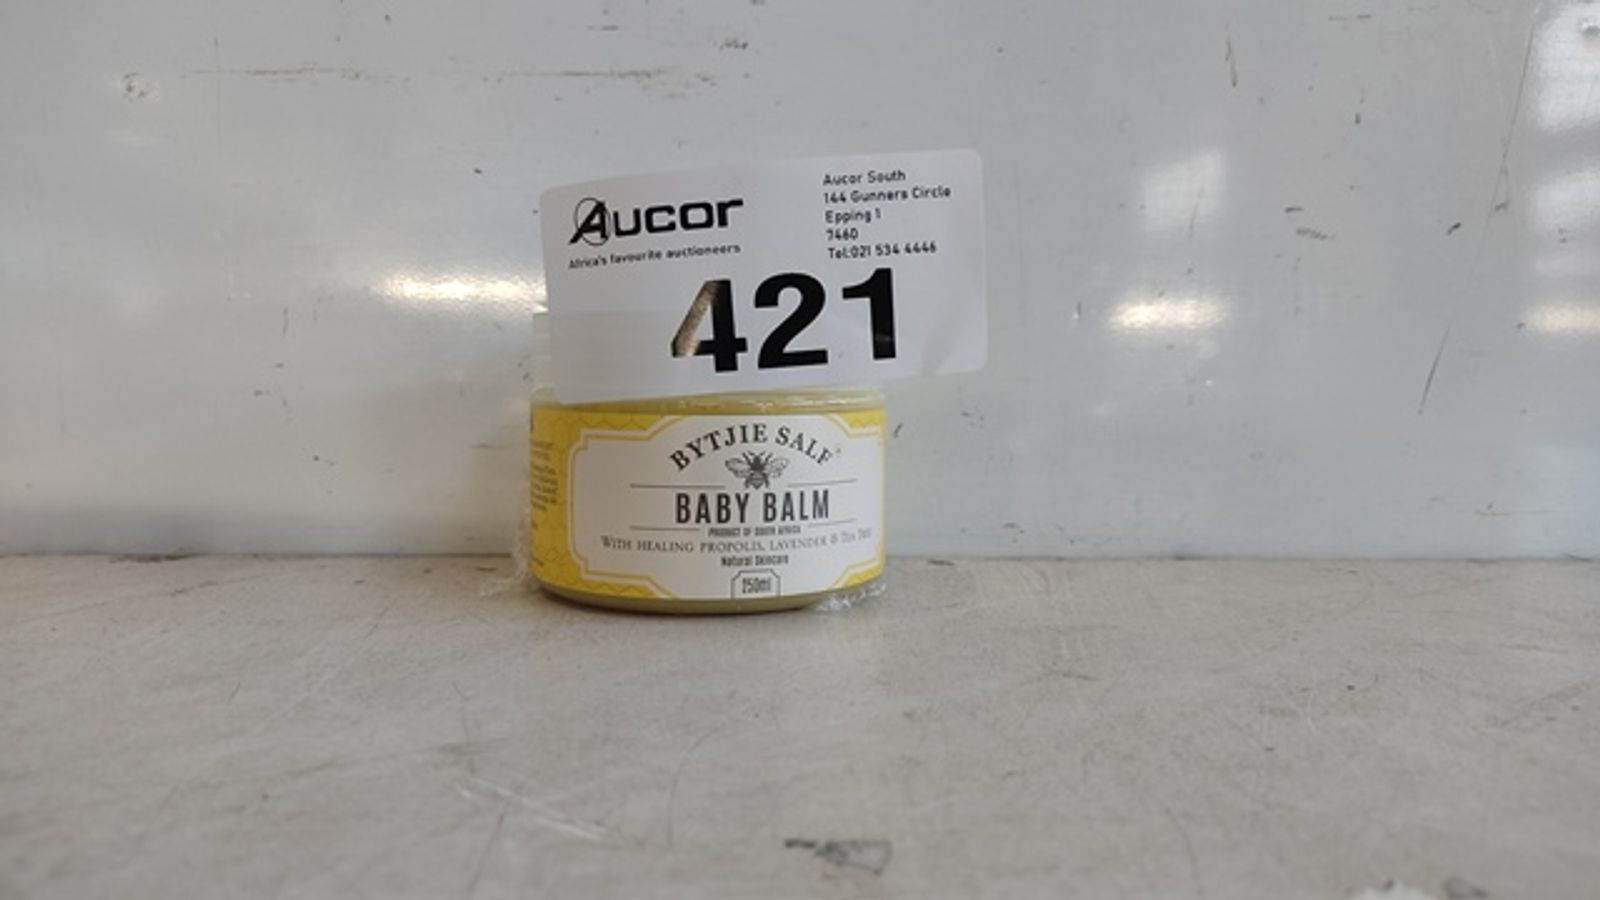 Aucor
Africa's favourite auctioneers
Aucor South
144 Gunners Circle
Epping 1
7460
Tel:021 534 4446
421
BYTJIE SALF
BABY BALM
PRODUCT OF SOUTH AFRICA
WITH HEALING PROPOLIS, LAVENDER & TEA TREE
Natural Skincare
250ml